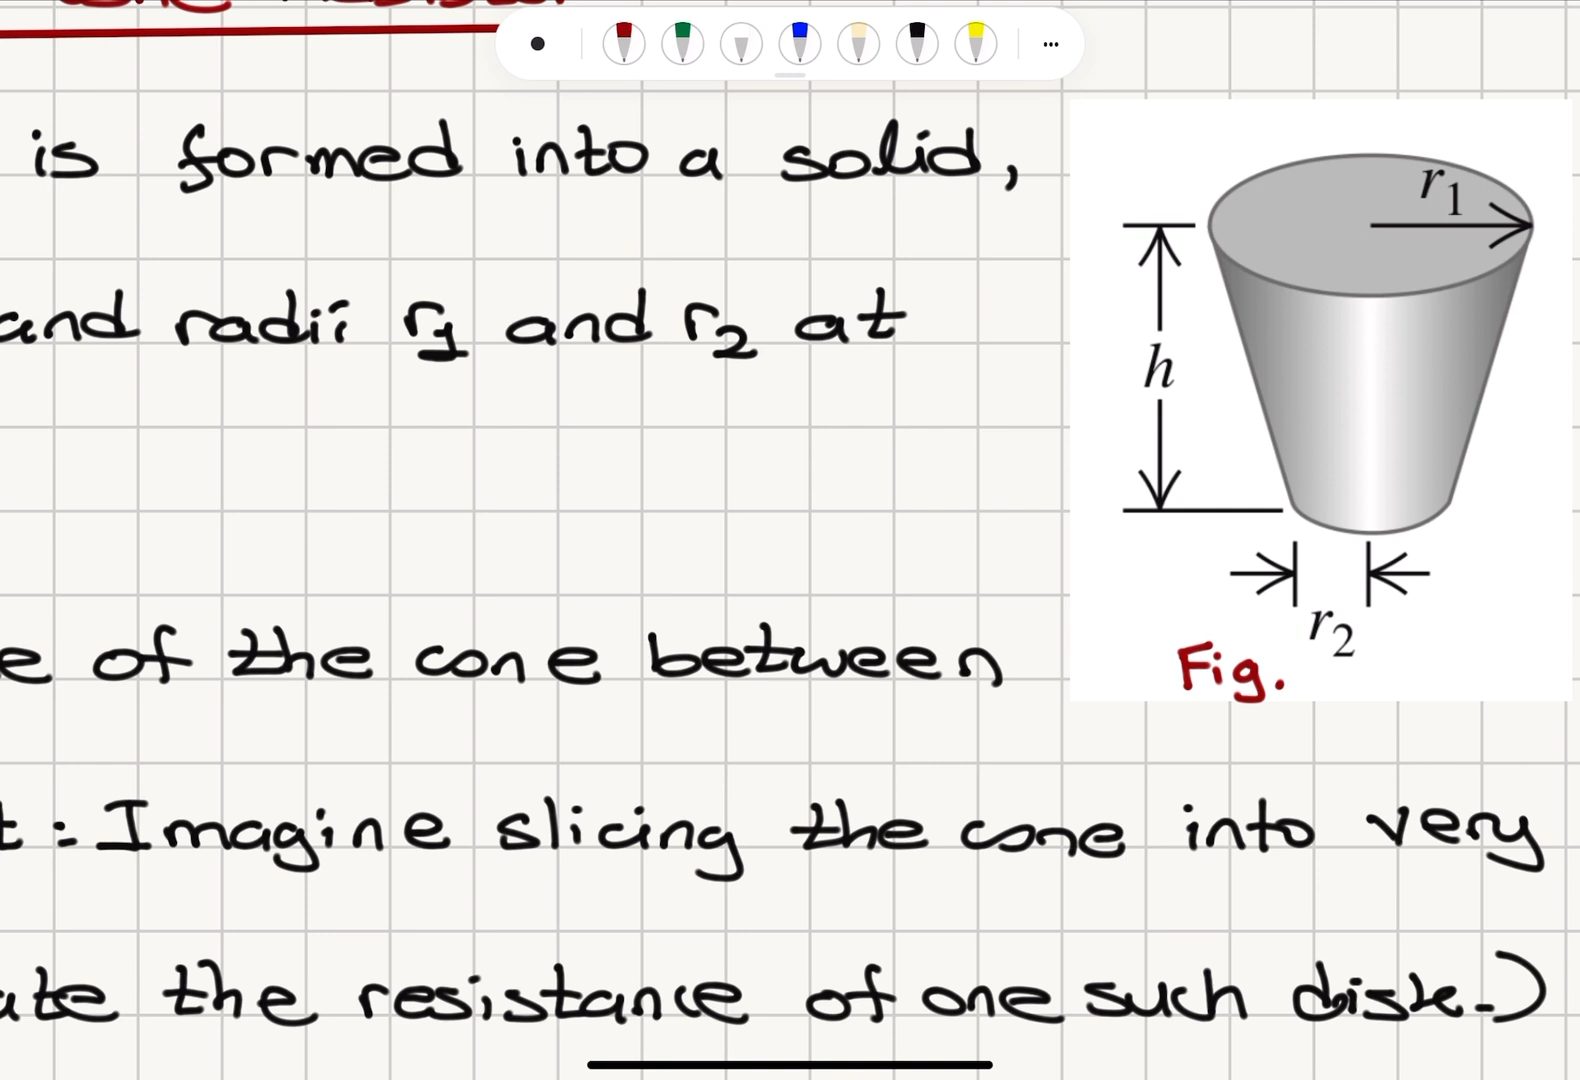 is formed into a solid,
and radii r1 and r2 at
e of the cone between
t: Imagine slicing the cone into very
ate the resistance of one such disk.)
r1
h
r2
Fig.